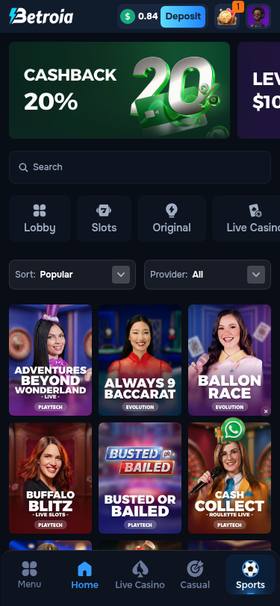 Betroia
$ 0.84 Deposit
1
CASHBACK
20%
20
LEV
$10
Search
Lobby
Slots
Original
Live Casino
Sort: Popular
Provider: All
ADVENTURES
BEYOND
WONDERLAND
· LIVE ·
PLAYTECH
ALWAYS 9
BACCARAT
EVOLUTION
BALLON
RACE
EVOLUTION
BUFFALO
BLITZ
· LIVE SLOTS ·
PLAYTECH
BUSTED OR
BAILED
BUSTED OR
BAILED
PLAYTECH
CASH
COLLECT
· ROULETTE LIVE ·
PLAYTECH
Menu
Home
Live Casino
Casual
Sports